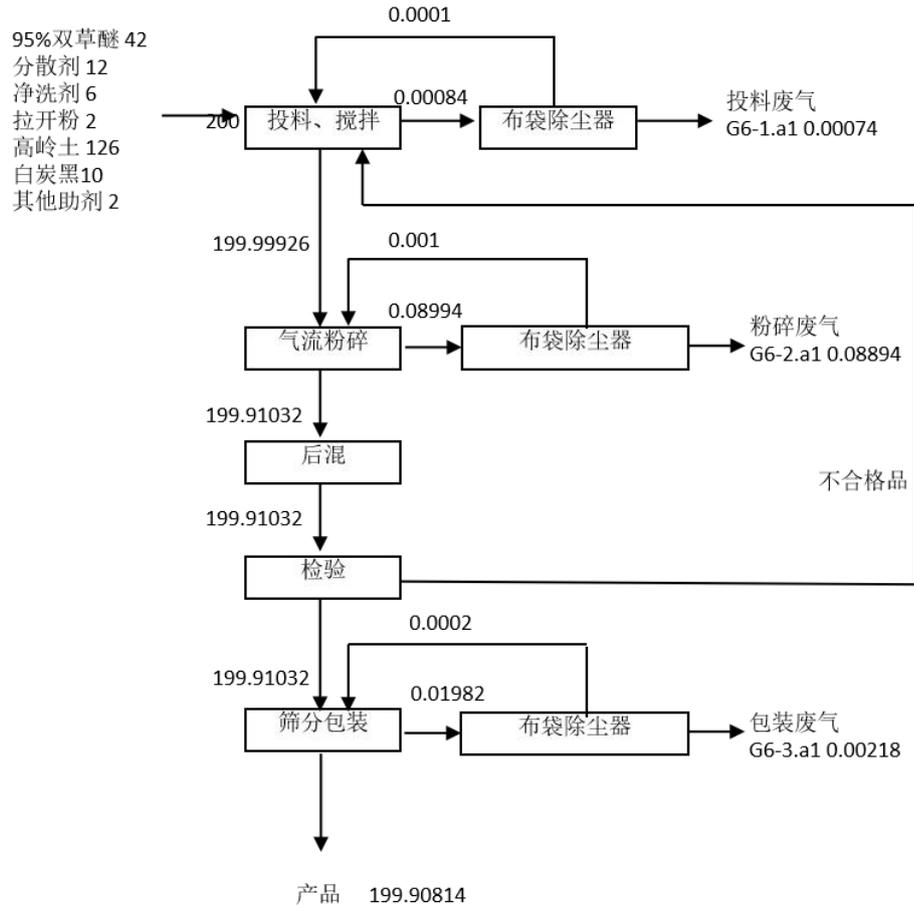 0.0001
95%双草醚 42
分散剂 12
净洗剂 6
拉开粉 2
高岭土 126
白炭黑10
其他助剂 2
200
投料、搅拌
0.00084
布袋除尘器
投料废气
G6-1.a1 0.00074
199.99926
0.001
0.08994
气流粉碎
布袋除尘器
粉碎废气
G6-2.a1 0.08894
199.91032
后混
不合格品
199.91032
检验
0.0002
199.91032
0.01982
筛分包装
布袋除尘器
包装废气
G6-3.a1 0.00218
产品 199.90814